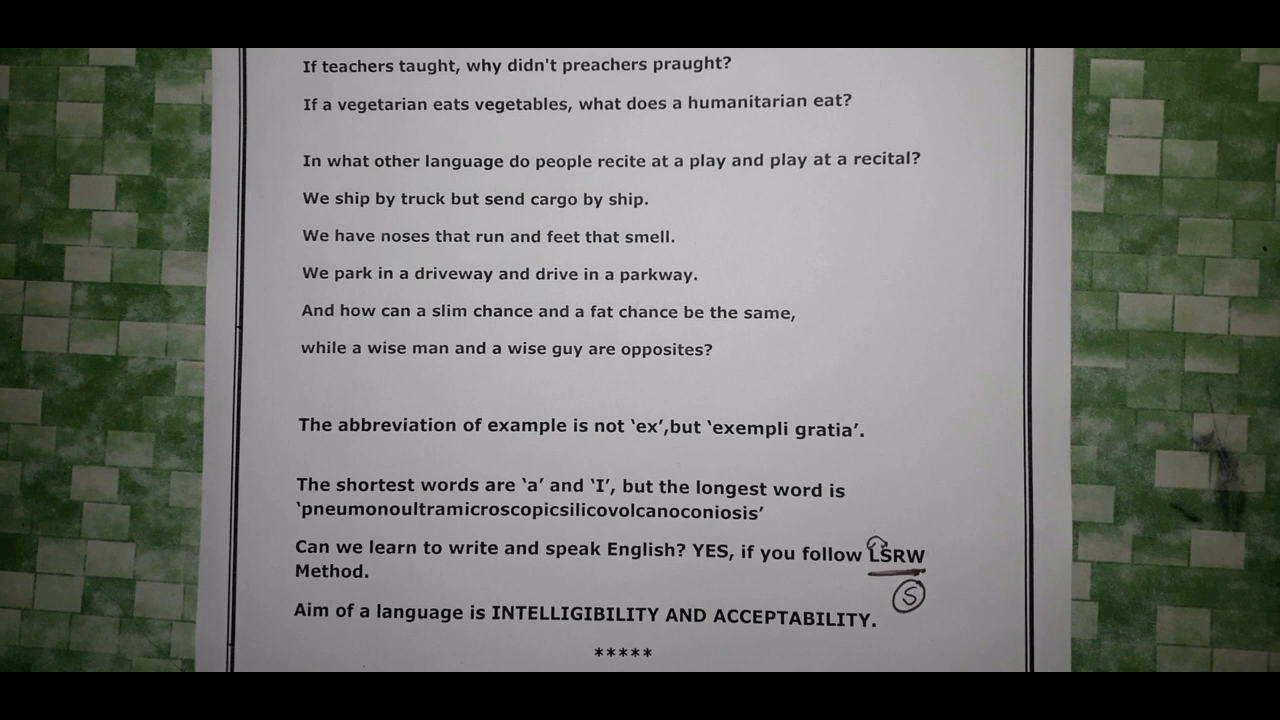 If teachers taught, why didn't preachers praught?
If a vegetarian eats vegetables, what does a humanitarian eat?
In what other language do people recite at a play and play at a recital?
We ship by truck but send cargo by ship.
We have noses that run and feet that smell.
We park in a driveway and drive in a parkway.
And how can a slim chance and a fat chance be the same,
while a wise man and a wise guy are opposites?
The abbreviation of example is not ‘ex’,but ‘exempli gratia’.
The shortest words are ‘a’ and ‘I’, but the longest word is
‘pneumonoultramicroscopicsilicovolcanoconiosis’
Can we learn to write and speak English? YES, if you follow LSRW
Method.
S
Aim of a language is INTELLIGIBILITY AND ACCEPTABILITY.
*****